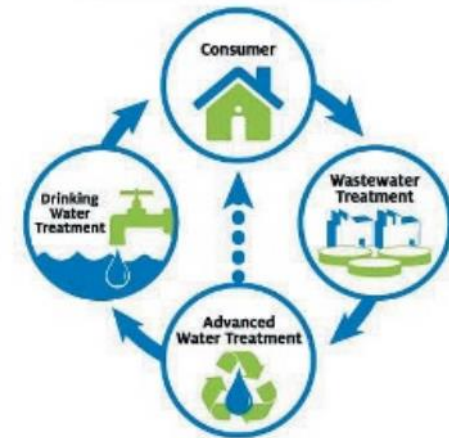 Consumer
Wastewater
Treatment
Advanced
Water Treatment
Drinking
Water
Treatment